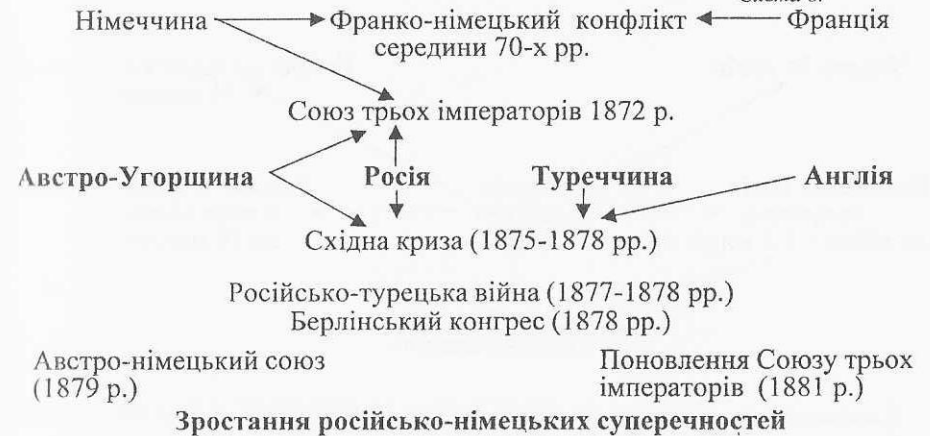 Німеччина Франко-німецький конфлікт Франція
середини 70-х рр.
Союз трьох імператорів 1872 р.
Австро-Угорщина Росія Туреччина Англія
Східна криза (1875-1878 рр.)
Російсько-турецька війна (1877-1878 рр.)
Берлінський конгрес (1878 рр.)
Австро-німецький союз Поновлення Союзу трьох
(1879 р.) імператорів (1881 р.)
Зростання російсько-німецьких суперечностей